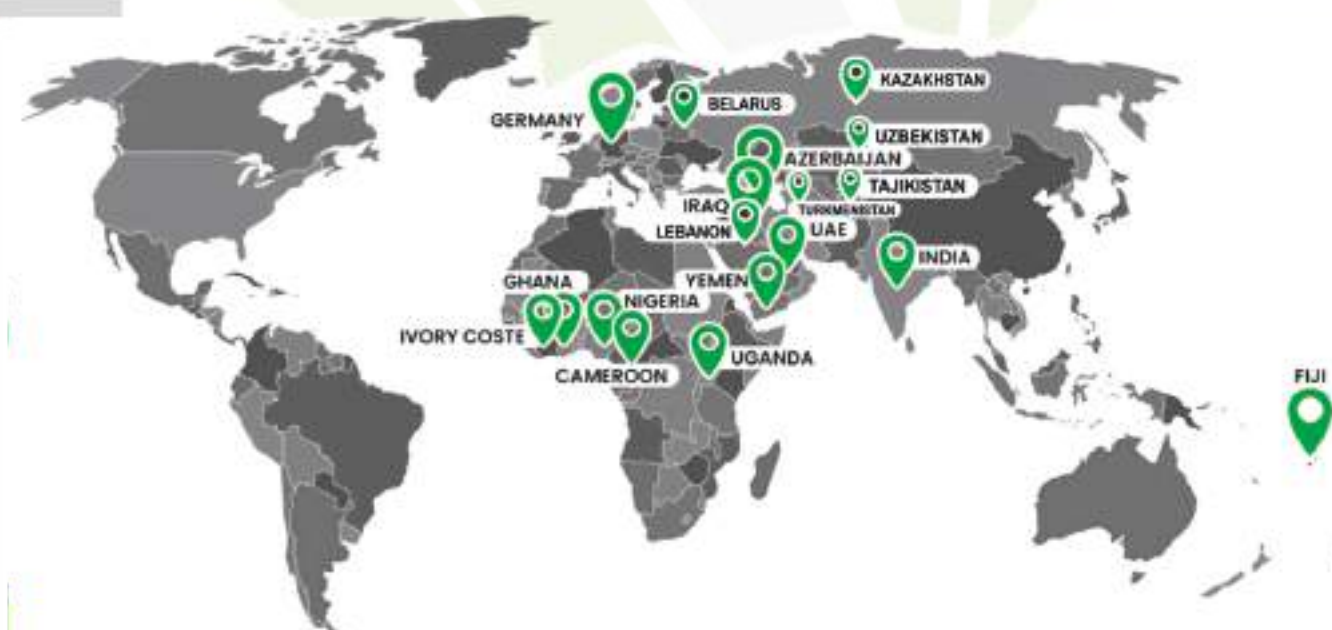 KAZAKHSTAN
GERMANY
BELARUS
UZBEKISTAN
AZERBAIJAN
TAJIKISTAN
IRAQ
TURKMENISTAN
LEBANON
UAE
INDIA
GHANA
YEMEN
NIGERIA
IVORY COSTE
UGANDA
CAMEROON
FIJI